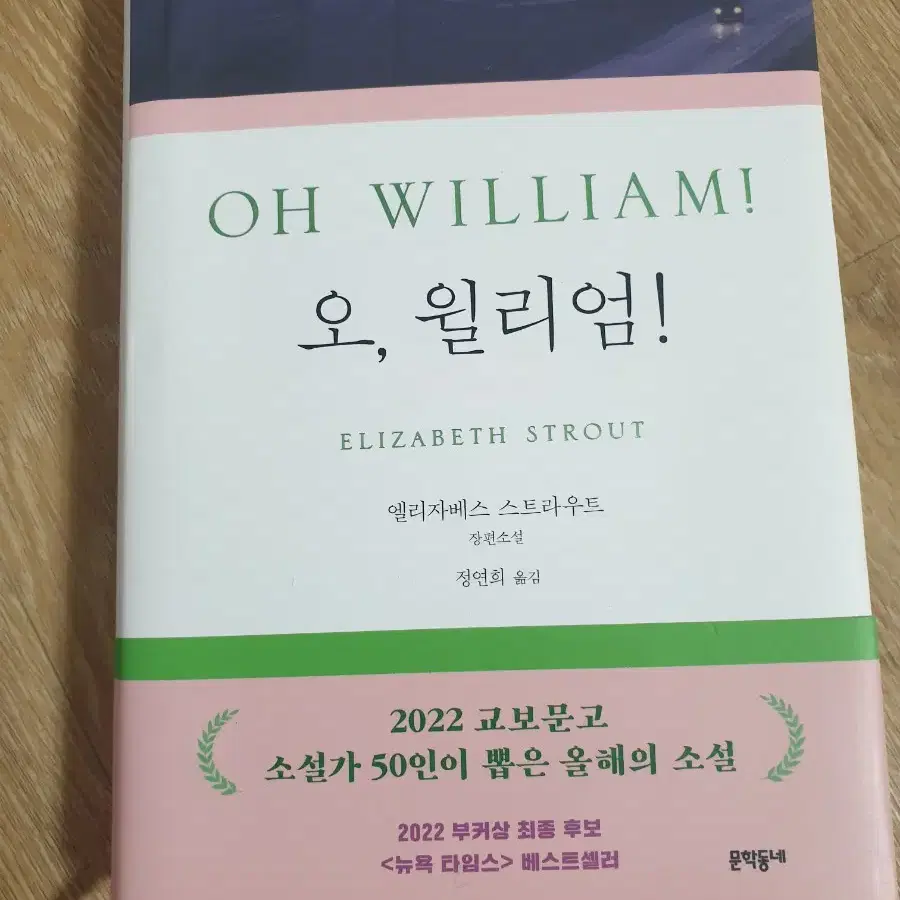 OH WILLIAM!
오, 윌리엄!
ELIZABETH STROUT
엘리자베스 스트라우트
장편소설
정연희 옮김
2022 교보문고
소설가 50인이 뽑은 올해의 소설
2022 부커상 최종 후보
<뉴욕 타임스> 베스트셀러
문학동네